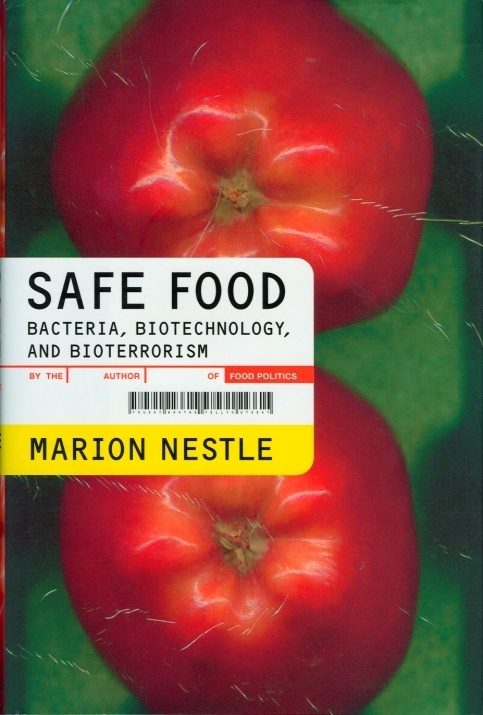 SAFE FOOD
BACTERIA, BIOTECHNOLOGY,
AND BIOTERRORISM
BY THE AUTHOR OF FOOD POLITICS
MARION NESTLE